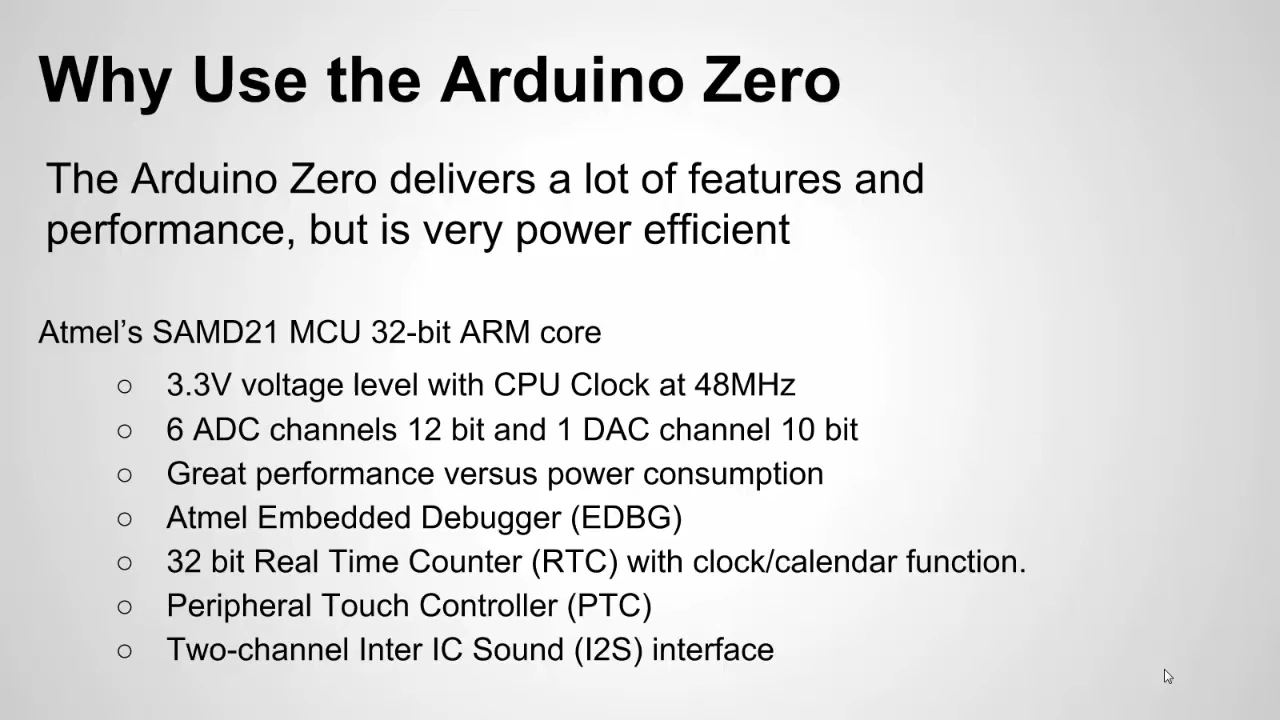 Why Use the Arduino Zero
The Arduino Zero delivers a lot of features and
performance, but is very power efficient
Atmel’s SAMD21 MCU 32-bit ARM core
○ 3.3V voltage level with CPU Clock at 48MHz
○ 6 ADC channels 12 bit and 1 DAC channel 10 bit
○ Great performance versus power consumption
○ Atmel Embedded Debugger (EDBG)
○ 32 bit Real Time Counter (RTC) with clock/calendar function.
○ Peripheral Touch Controller (PTC)
○ Two-channel Inter IC Sound (I2S) interface